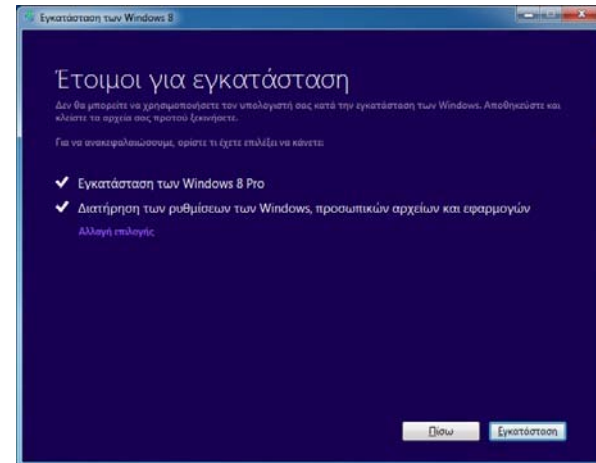 Εγκατάσταση των Windows 8
Έτοιμοι για εγκατάσταση
Δεν θα μπορείτε να χρησιμοποιήσετε τον υπολογιστή σας κατά την εγκατάσταση των Windows. Αποθηκεύστε και
κλείστε τα αρχεία σας προτού ξεκινήσετε.
Για να ανακεφαλαιώσουμε, ορίστε τι έχετε επιλέξει να κάνετε:
Εγκατάσταση των Windows 8 Pro
Διατήρηση των ρυθμίσεων των Windows, προσωπικών αρχείων και εφαρμογών
Αλλαγή επιλογής
Πίσω
Εγκατάσταση